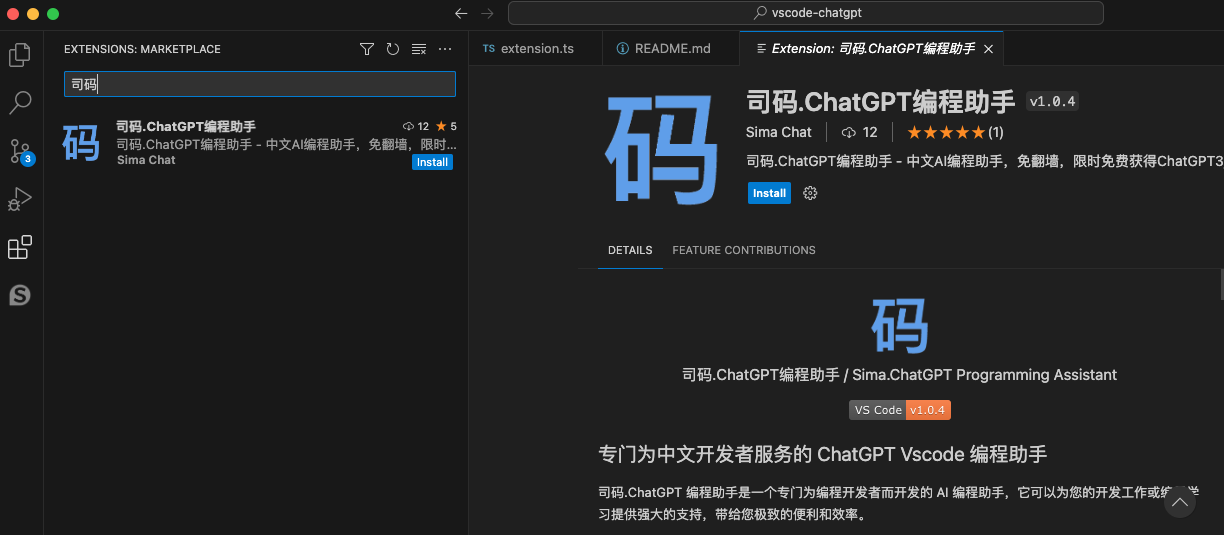 vscode-chatgpt
EXTENSIONS: MARKETPLACE
司码
码
司码.ChatGPT编程助手
12 5
司码.ChatGPT编程助手 - 中文AI编程助手，免翻墙，限时...
Sima Chat
Install
3
TS extension.ts
README.md
Extension: 司码.ChatGPT编程助手
码
司码.ChatGPT编程助手 v1.0.4
Sima Chat 12 (1)
司码.ChatGPT编程助手 - 中文AI编程助手，免翻墙，限时免费获得ChatGPT3
Install
DETAILS FEATURE CONTRIBUTIONS
码
司码.ChatGPT编程助手 / Sima.ChatGPT Programming Assistant
VS Code v1.0.4
专门为中文开发者服务的 ChatGPT Vscode 编程助手
司码.ChatGPT 编程助手是一个专门为编程开发者而开发的 AI 编程助手，它可以为您的开发工作或编程学
习提供强大的支持，带给您极致的便利和效率。